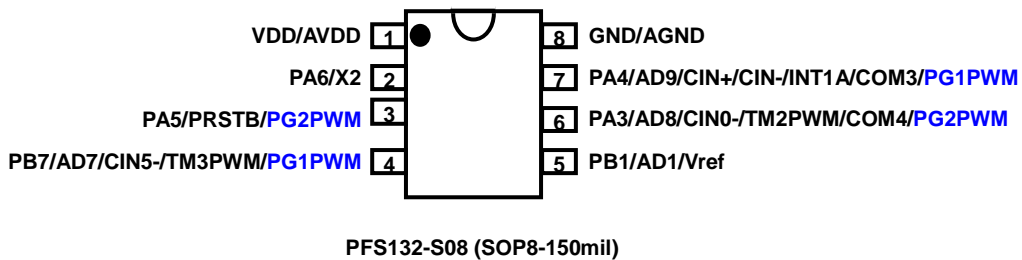 VDD/AVDD 1 8 GND/AGND
PA6/X2 2 7 PA4/AD9/CIN+/CIN-/INT1A/COM3/PG1PWM
PA5/PRSTB/PG2PWM 3 6 PA3/AD8/CIN0-/TM2PWM/COM4/PG2PWM
PB7/AD7/CIN5-/TM3PWM/PG1PWM 4 5 PB1/AD1/Vref
PFS132-S08 (SOP8-150mil)